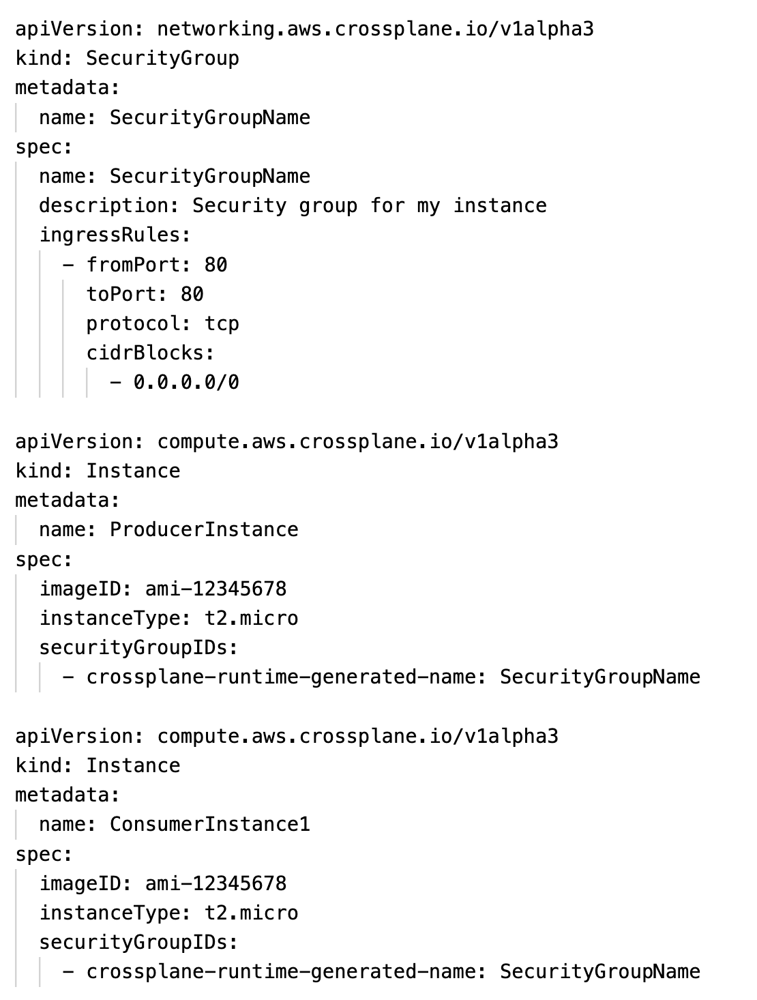 apiVersion: networking.aws.crossplane.io/v1alpha3
kind: SecurityGroup
metadata:
  name: SecurityGroupName
spec:
  name: SecurityGroupName
  description: Security group for my instance
  ingressRules:
    - fromPort: 80
      toPort: 80
      protocol: tcp
      cidrBlocks:
        - 0.0.0.0/0

apiVersion: compute.aws.crossplane.io/v1alpha3
kind: Instance
metadata:
  name: ProducerInstance
spec:
  imageID: ami-12345678
  instanceType: t2.micro
  securityGroupIDs:
    - crossplane-runtime-generated-name: SecurityGroupName

apiVersion: compute.aws.crossplane.io/v1alpha3
kind: Instance
metadata:
  name: ConsumerInstance1
spec:
  imageID: ami-12345678
  instanceType: t2.micro
  securityGroupIDs:
    - crossplane-runtime-generated-name: SecurityGroupName